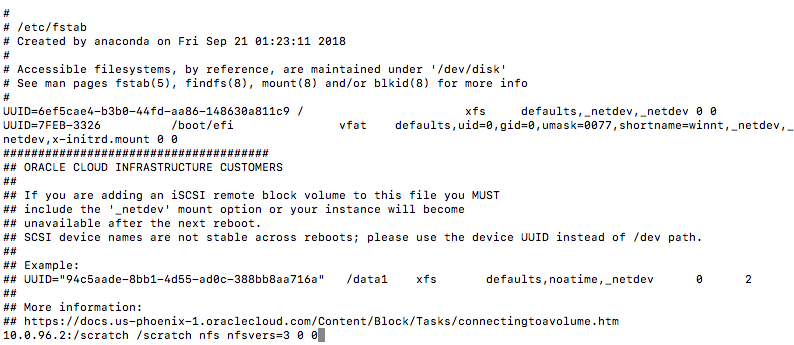 #
# /etc/fstab
# Created by anaconda on Fri Sep 21 01:23:11 2018
#
# Accessible filesystems, by reference, are maintained under '/dev/disk'
# See man pages fstab(5), findfs(8), mount(8) and/or blkid(8) for more info
#
UUID=6ef5cae4-b3b0-44fd-aa86-148630a811c9 /                       xfs     defaults,_netdev,_netdev 0 0
UUID=7FEB-3326          /boot/efi               vfat    defaults,uid=0,gid=0,umask=0077,shortname=winnt,_netdev,_
netdev,x-initrd.mount 0 0
######################################
## ORACLE CLOUD INFRASTRUCTURE CUSTOMERS
##
## If you are adding an iSCSI remote block volume to this file you MUST
## include the '_netdev' mount option or your instance will become
## unavailable after the next reboot.
## SCSI device names are not stable across reboots; please use the device UUID instead of /dev path.
##
## Example:
## UUID="94c5aade-8bb1-4d55-ad0c-388bb8aa716a"   /data1    xfs       defaults,noatime,_netdev      0      2
##
## More information:
## https://docs.us-phoenix-1.oraclecloud.com/Content/Block/Tasks/connectingtoavolume.htm
10.0.96.2:/scratch /scratch nfs nfsvers=3 0 0